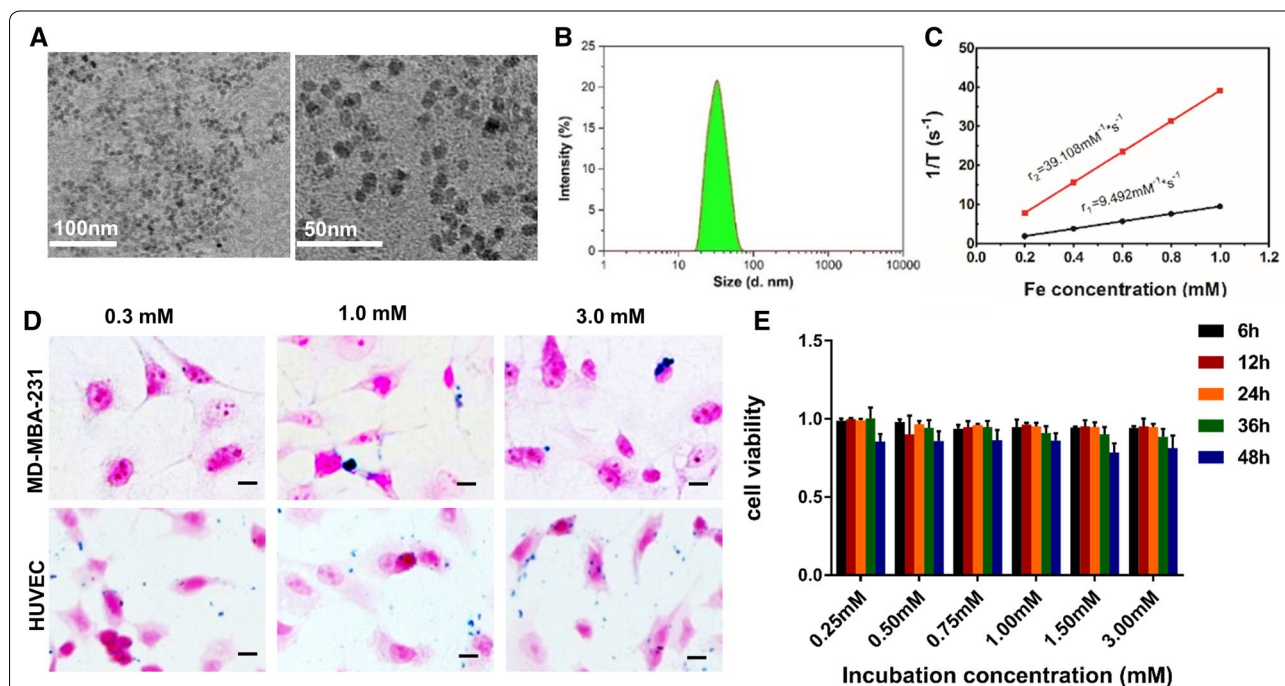 A
100nm
50nm
B
Intensity (%)
25
20
15
10
5
0
1 10 100 1000 10000
Size (d. nm)
C
1/T (s⁻¹)
50
40
30
20
10
0
r₂=39.108mM⁻¹*s⁻¹
r₁=9.492mM⁻¹*s⁻¹
0.0 0.2 0.4 0.6 0.8 1.0 1.2
Fe concentration (mM)
D
0.3 mM 1.0 mM 3.0 mM
MD-MBA-231
HUVEC
E
cell viability
1.5
1.0
0.5
0.0
0.25mM 0.50mM 0.75mM 1.00mM 1.50mM 3.00mM
Incubation concentration (mM)
6h
12h
24h
36h
48h